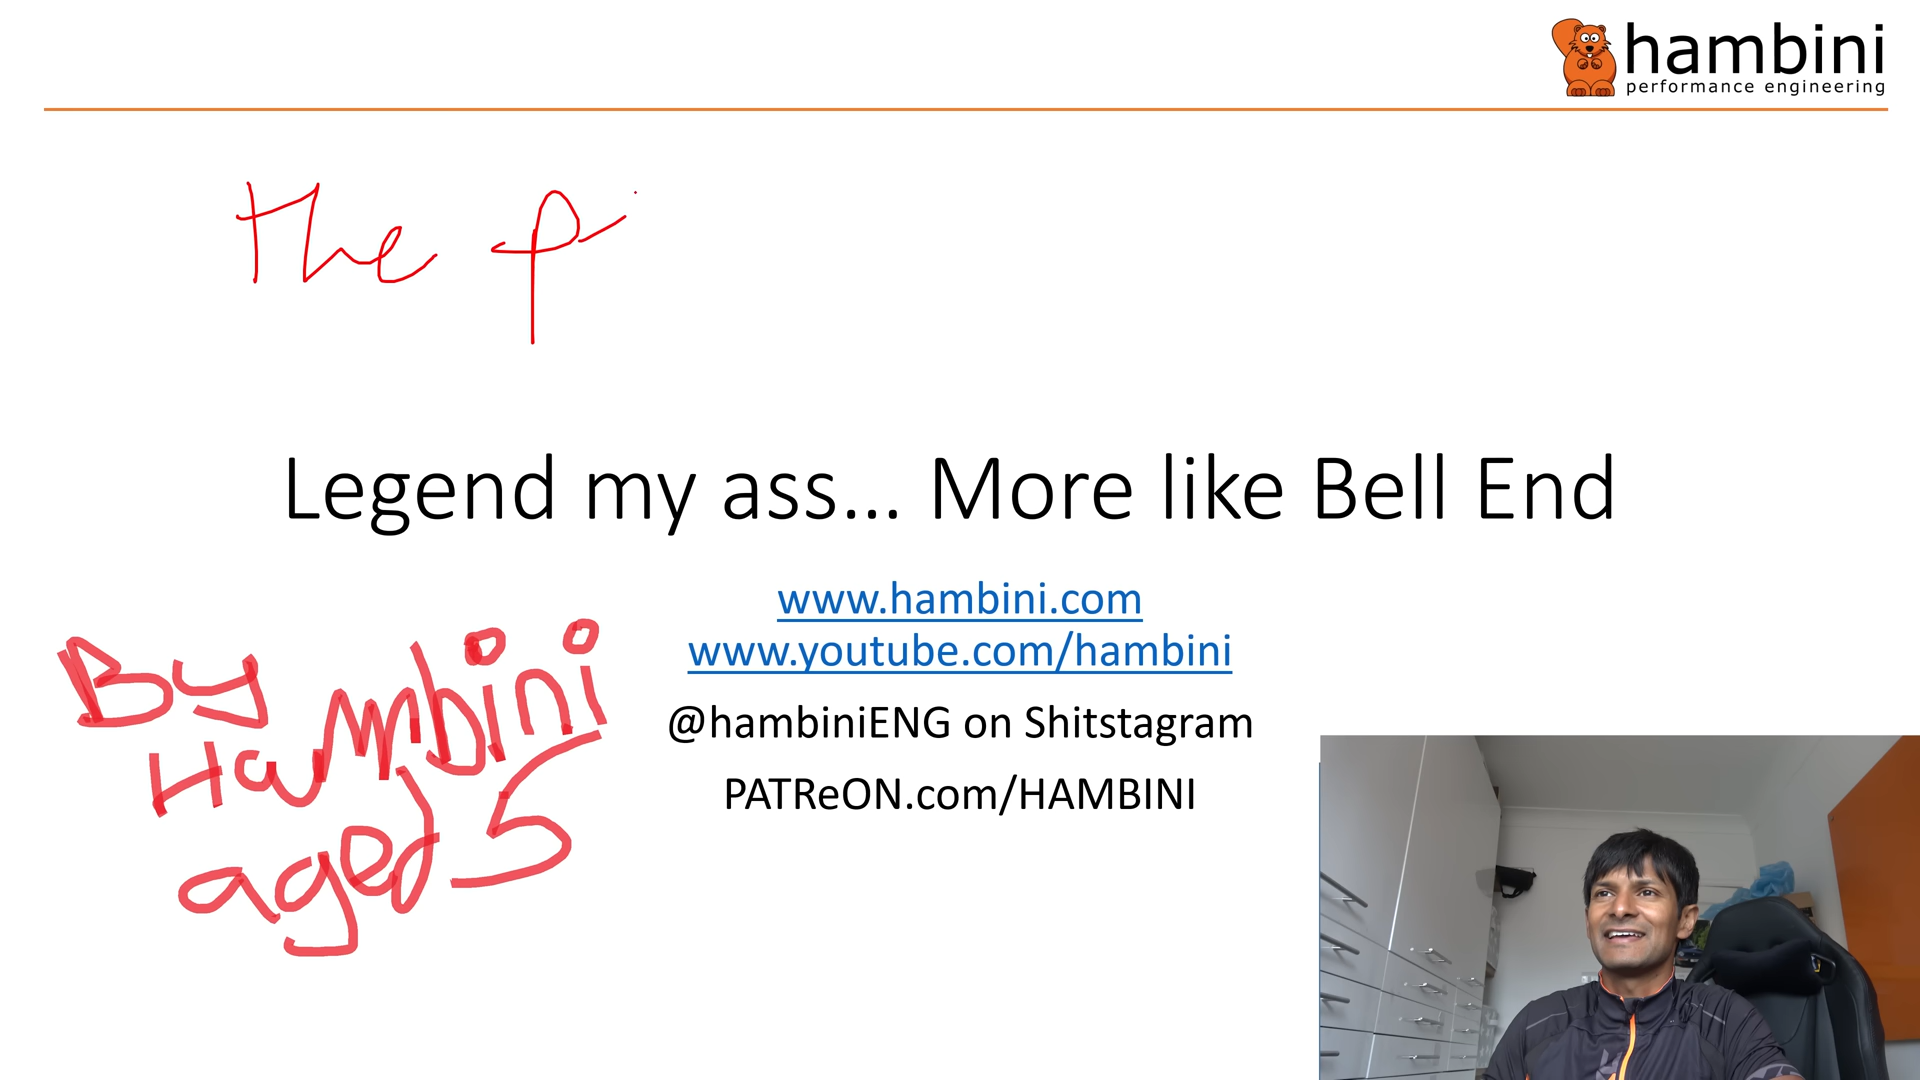 hambini
performance engineering
the p
Legend my ass... More like Bell End
www.hambini.com
www.youtube.com/hambini
@hambiniENG on Shitstagram
PATReON.com/HAMBINI
By
Hambini
aged 5